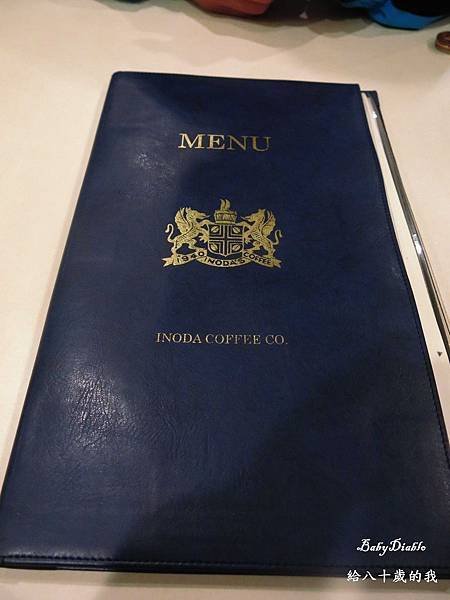 MENU
1940 INODA'S COFFEE
INODA COFFEE CO.
BabyDiablo
給八十歲的我